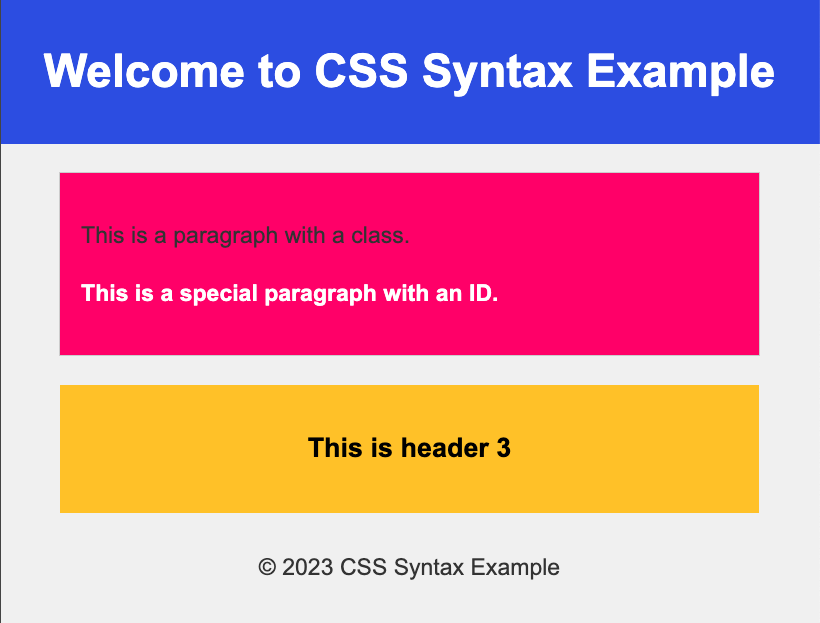 Welcome to CSS Syntax Example
This is a paragraph with a class.
This is a special paragraph with an ID.
This is header 3
© 2023 CSS Syntax Example